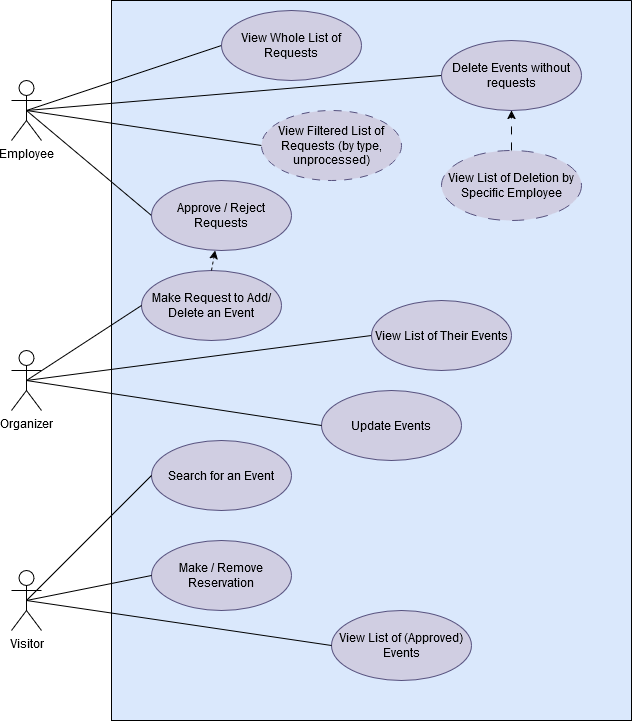 View Whole List of
Requests
Delete Events without
requests
Employee
View Filtered List of
Requests (by type,
unprocessed)
View List of Deletion by
Specific Employee
Approve / Reject
Requests
Make Request to Add/
Delete an Event
View List of Their Events
Organizer
Update Events
Search for an Event
Make / Remove
Reservation
Visitor
View List of (Approved)
Events